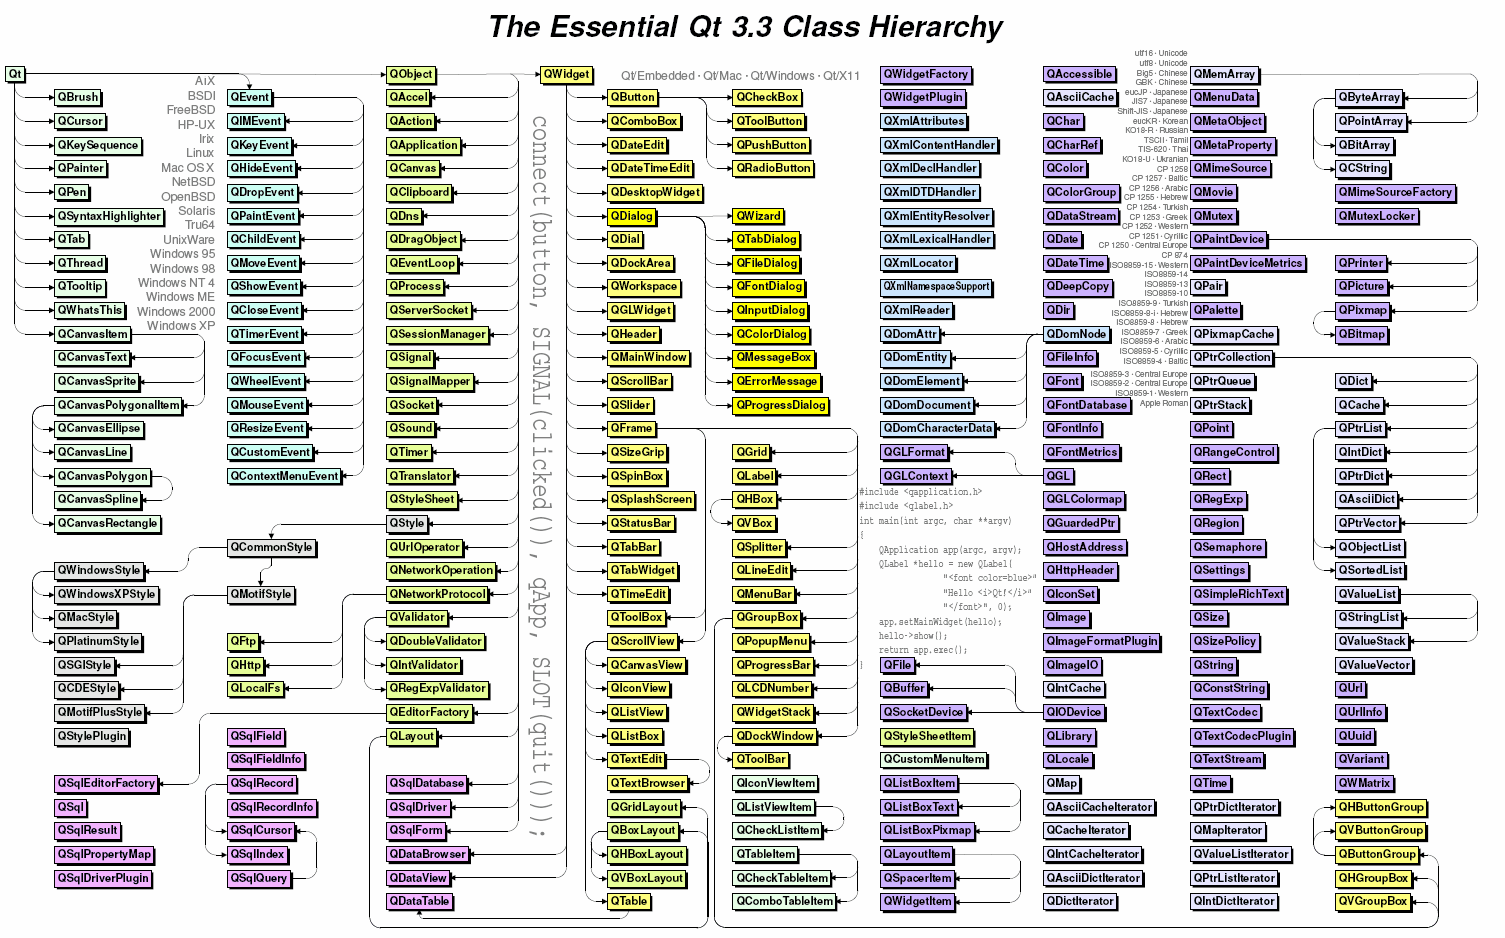 The Essential Qt 3.3 Class Hierarchy
Qt
QBrush
QCursor
QKeySequence
QPainter
QPen
QSyntaxHighlighter
QTab
QThread
QTooltip
QWhatsThis
QCanvasItem
QCanvasText
QCanvasSprite
QCanvasPolygonalItem
QCanvasEllipse
QCanvasLine
QCanvasPolygon
QCanvasSpline
QCanvasRectangle
QWindowsStyle
QWindowsXPStyle
QMacStyle
QPlatinumStyle
QSGIStyle
QCDEStyle
QMotifPlusStyle
QStylePlugin
QSqlEditorFactory
QSql
QSqlResult
QSqlPropertyMap
QSqlDriverPlugin
AiX
BSDI
FreeBSD
HP-UX
Irix
Linux
Mac OS X
NetBSD
OpenBSD
Solaris
Tru64
UnixWare
Windows 95
Windows 98
Windows NT 4
Windows ME
Windows 2000
Windows XP
QEvent
QIMEvent
QKeyEvent
QHideEvent
QDropEvent
QPaintEvent
QChildEvent
QMoveEvent
QShowEvent
QCloseEvent
QTimerEvent
QFocusEvent
QWheelEvent
QMouseEvent
QResizeEvent
QCustomEvent
QContextMenuEvent
QCommonStyle
QMotifStyle
QFtp
QHttp
QLocalFs
QSqlField
QSqlFieldInfo
QSqlRecord
QSqlRecordInfo
QSqlCursor
QSqlIndex
QSqlQuery
QObject
QAccel
QAction
QApplication
QCanvas
QClipboard
QDns
QDragObject
QEventLoop
QProcess
QServerSocket
QSessionManager
QSignal
QSignalMapper
QSocket
QSound
QTimer
QTranslator
QStyleSheet
QStyle
QUrlOperator
QNetworkOperation
QNetworkProtocol
QValidator
QDoubleValidator
QIntValidator
QRegExpValidator
QEditorFactory
QLayout
QSqlDatabase
QSqlDriver
QSqlForm
QDataBrowser
QDataView
QDataTable
connect(button, SIGNAL(clicked()), qApp, SLOT(quit()));
QWidget
Qt/Embedded · Qt/Mac · Qt/Windows · Qt/X11
QButton
QComboBox
QDateEdit
QDateTimeEdit
QDesktopWidget
QDialog
QDial
QDockArea
QWorkspace
QGLWidget
QHeader
QMainWindow
QScrollBar
QSlider
QFrame
QSizeGrip
QSpinBox
QSplashScreen
QStatusBar
QTabBar
QTabWidget
QTimeEdit
QToolBox
QScrollView
QCanvasView
QIconView
QListView
QListBox
QTextEdit
QTextBrowser
QGridLayout
QBoxLayout
QHBoxLayout
QVBoxLayout
QTable
QCheckBox
QToolButton
QPushButton
QRadioButton
QWizard
QTabDialog
QFileDialog
QFontDialog
QInputDialog
QColorDialog
QMessageBox
QErrorMessage
QProgressDialog
QGrid
QLabel
QHBox
QVBox
QSplitter
QLineEdit
QMenuBar
QGroupBox
QPopupMenu
QProgressBar
QLCDNumber
QWidgetStack
QDockWindow
QToolBar
QIconViewItem
QListViewItem
QCheckListItem
QTableItem
QCheckTableItem
QComboTableItem
QWidgetFactory
QWidgetPlugin
QXmlAttributes
QXmlContentHandler
QXmlDeclHandler
QXmlDTDHandler
QXmlEntityResolver
QXmlLexicalHandler
QXmlLocator
QXmlNamespaceSupport
QXmlReader
QDomAttr
QDomEntity
QDomElement
QDomDocument
QDomCharacterData
QGLFormat
QGLContext
#include <qapplication.h>
#include <qlabel.h>
int main(int argc, char **argv)
{
QApplication app(argc, argv);
QLabel *hello = new QLabel(
"<font color=blue>"
"Hello <i>Qt!</i>"
"</font>", 0);
app.setMainWidget(hello);
hello->show();
return app.exec();
}
QFile
QBuffer
QSocketDevice
QStyleSheetItem
QCustomMenuItem
QListBoxItem
QListBoxText
QListBoxPixmap
QLayoutItem
QSpacerItem
QWidgetItem
QAccessible
QAsciiCache
QChar
QCharRef
QColor
QColorGroup
QDataStream
QDate
QDateTime
QDeepCopy
QDir
QDomNode
QFileInfo
QFont
QFontDatabase
QFontInfo
QFontMetrics
QGL
QGLColormap
QGuardedPtr
QHostAddress
QHttpHeader
QIconSet
QImage
QImageFormatPlugin
QImageIO
QIntCache
QIODevice
QLibrary
QLocale
QMap
QAsciiCacheIterator
QCacheIterator
QIntCacheIterator
QAsciiDictIterator
QDictIterator
utf16 · Unicode
utf8 · Unicode
Big5 · Chinese
GBK · Chinese
eucJP · Japanese
JIS7 · Japanese
Shift-JIS · Japanese
eucKR · Korean
KOI8-R · Russian
TSCII · Tamil
TIS-620 · Thai
KOI8-U · Ukranian
CP 1258
CP 1257 · Baltic
CP 1256 · Arabic
CP 1255 · Hebrew
CP 1254 · Turkish
CP 1253 · Greek
CP 1252 · Western
CP 1251 · Cyrillic
CP 1250 · Central Europe
CP 874
ISO8859-15 · Western
ISO8859-14
ISO8859-13
ISO8859-10
ISO8859-9 · Turkish
ISO8859-8-i · Hebrew
ISO8859-8 · Hebrew
ISO8859-7 · Greek
ISO8859-6 · Arabic
ISO8859-5 · Cyrillic
ISO8859-4 · Baltic
ISO8859-3 · Central Europe
ISO8859-2 · Central Europe
ISO8859-1 · Western
Apple Roman
QMemArray
QMenuData
QMetaObject
QMetaProperty
QMimeSource
QMovie
QMutex
QPaintDevice
QPaintDeviceMetrics
QPair
QPalette
QPixmapCache
QPtrCollection
QPtrQueue
QPtrStack
QPoint
QRangeControl
QRect
QRegExp
QRegion
QSemaphore
QSettings
QSimpleRichText
QSize
QSizePolicy
QString
QConstString
QTextCodec
QTextCodecPlugin
QTextStream
QTime
QPtrDictIterator
QMapIterator
QValueListIterator
QPtrListIterator
QIntDictIterator
QByteArray
QPointArray
QBitArray
QCString
QMimeSourceFactory
QMutexLocker
QPrinter
QPicture
QPixmap
QBitmap
QDict
QCache
QPtrList
QIntDict
QPtrDict
QAsciiDict
QPtrVector
QObjectList
QSortedList
QValueList
QStringList
QValueStack
QValueVector
QUrl
QUrlInfo
QUuid
QVariant
QWMatrix
QHButtonGroup
QVButtonGroup
QButtonGroup
QHGroupBox
QVGroupBox